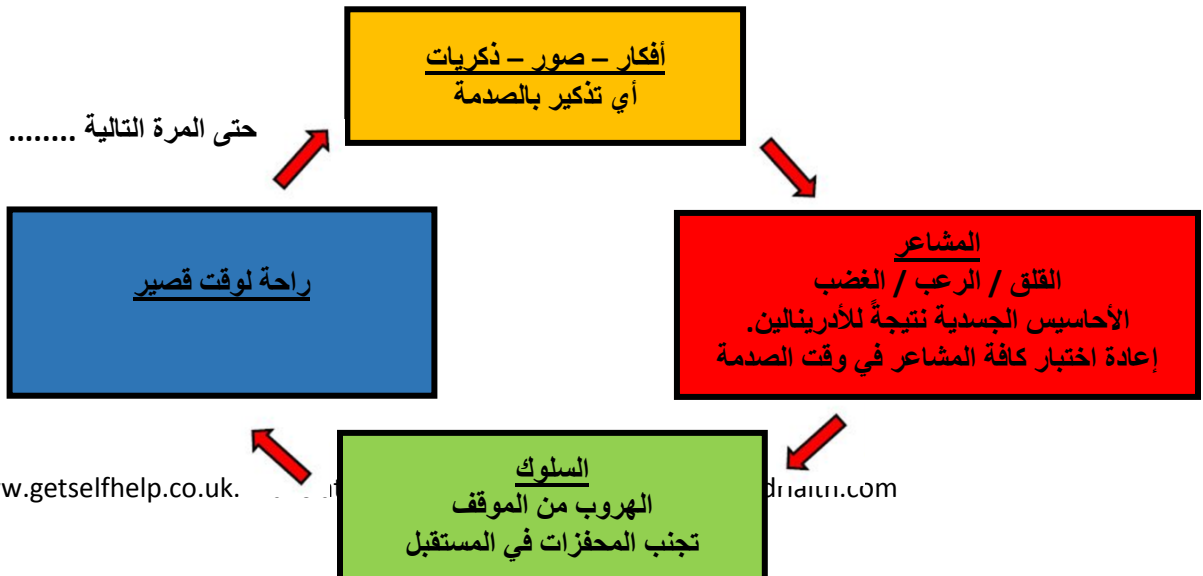 أفكار – صور – ذكريات
أي تذكير بالصدمة
حتى المرة التالية ........
المشاعر
القلق / الرعب / الغضب
الأحاسيس الجسدية نتيجةً للأدرينالين.
إعادة اختبار كافة المشاعر في وقت الصدمة
راحة لوقت قصير
السلوك
الهروب من الموقف
تجنب المحفزات في المستقبل
w.getselfhelp.co.uk.